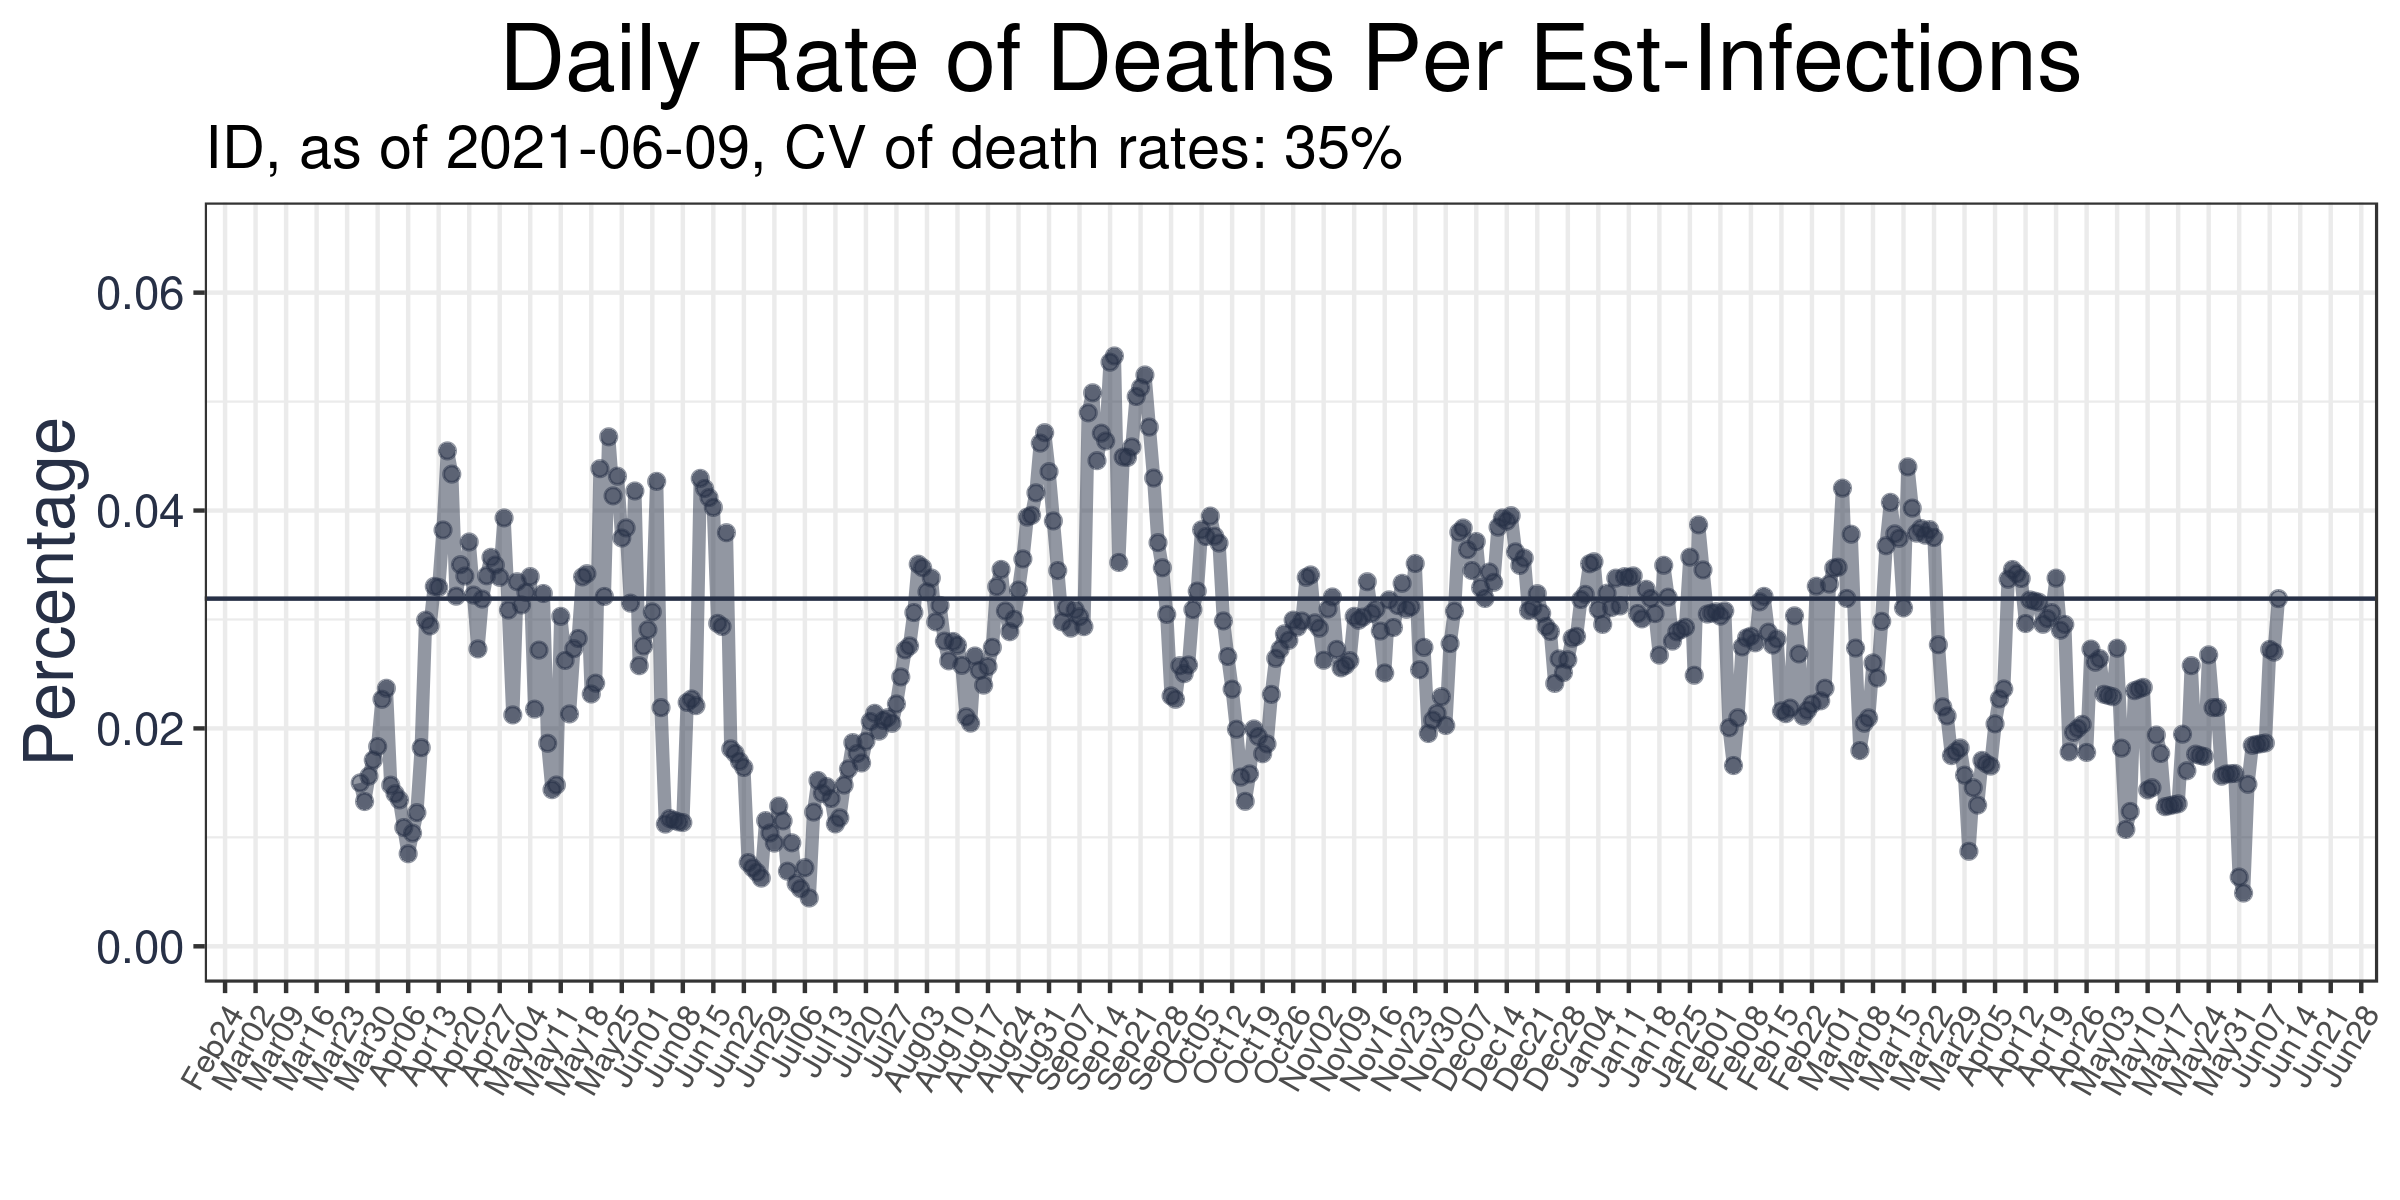 Daily Rate of Deaths Per Est-Infections
ID, as of 2021-06-09, CV of death rates: 35%
Percentage
0.06
0.04
0.02
0.00
Feb24 Mar02 Mar09 Mar16 Mar23 Mar30 Apr06 Apr13 Apr20 Apr27 May04 May11 May18 May25 Jun01 Jun08 Jun15 Jun22 Jun29 Jul06 Jul13 Jul20 Jul27 Aug03 Aug10 Aug17 Aug24 Aug31 Sep07 Sep14 Sep21 Sep28 Oct05 Oct12 Oct19 Oct26 Nov02 Nov09 Nov16 Nov23 Nov30 Dec07 Dec14 Dec21 Dec28 Jan04 Jan11 Jan18 Jan25 Feb01 Feb08 Feb15 Feb22 Mar01 Mar08 Mar15 Mar22 Mar29 Apr05 Apr12 Apr19 Apr26 May03 May10 May17 May24 May31 Jun07 Jun14 Jun21 Jun28